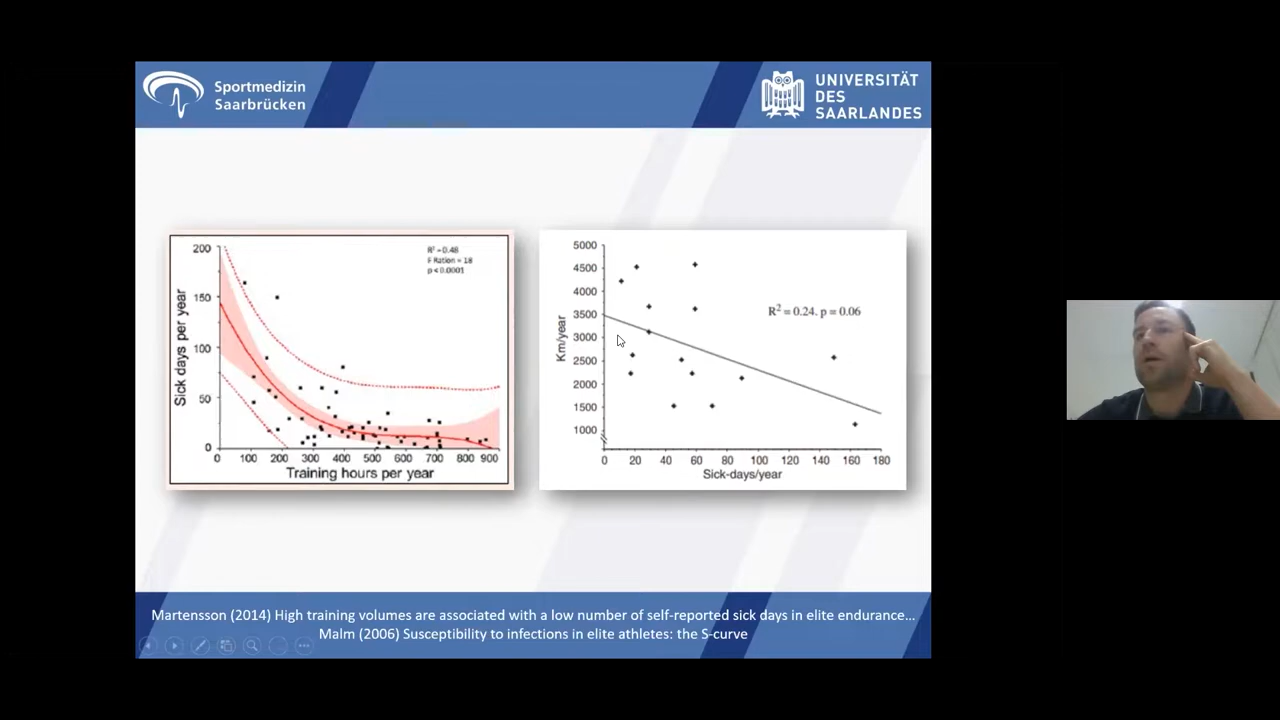 Sportmedizin
Saarbrücken
UNIVERSITÄT
DES
SAARLANDES
R² = 0.48
F Ration = 18
p < 0.0001
200
150
100
50
0
Sick days per year
0 100 200 300 400 500 600 700 800 900
Training hours per year
5000
4500
4000
3500
3000
2500
2000
1500
1000
Km/year
R² = 0.24. p = 0.06
0 20 40 60 80 100 120 140 160 180
Sick-days/year
Martensson (2014) High training volumes are associated with a low number of self-reported sick days in elite endurance...
Malm (2006) Susceptibility to infections in elite athletes: the S-curve